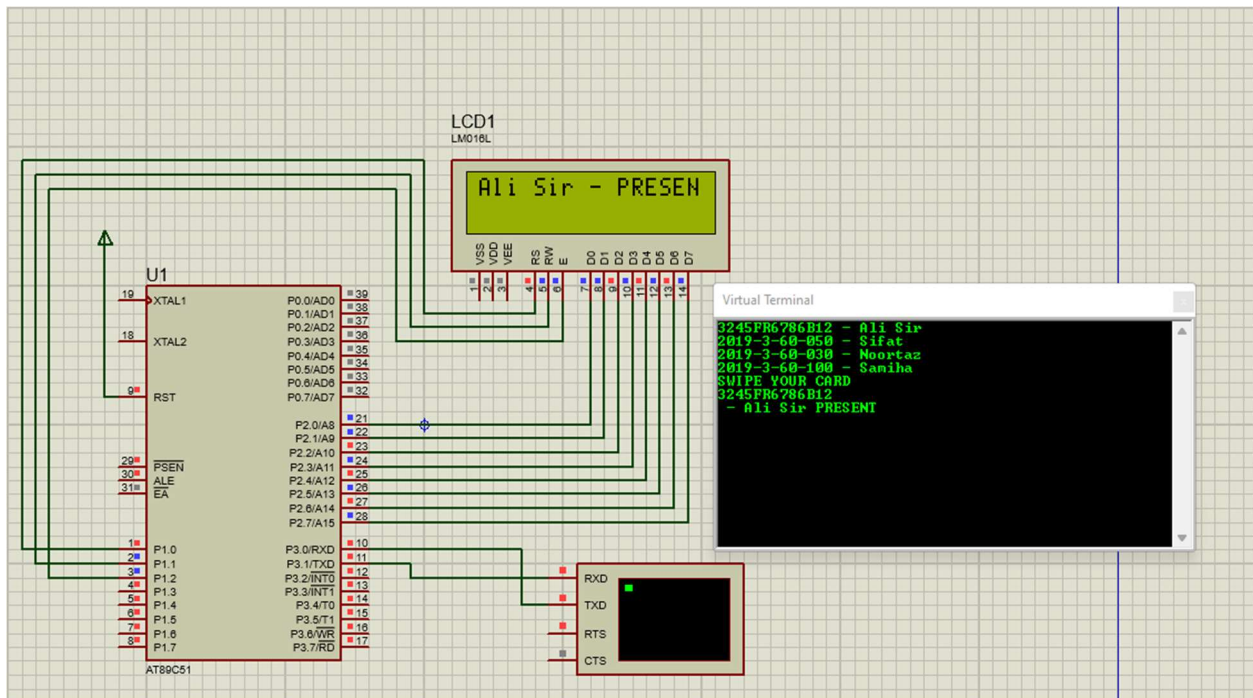 LCD1
LM016L
Ali Sir - PRESEN
VSS
VDD
VEE
RS
RW
E
D0
D1
D2
D3
D4
D5
D6
D7
1
2
3
4
5
6
7
8
9
10
11
12
13
14
U1
19 XTAL1
18 XTAL2
9 RST
29 PSEN
30 ALE
31 EA
1 P1.0
2 P1.1
3 P1.2
4 P1.3
5 P1.4
6 P1.5
7 P1.6
8 P1.7
P0.0/AD0 39
P0.1/AD1 38
P0.2/AD2 37
P0.3/AD3 36
P0.4/AD4 35
P0.5/AD5 34
P0.6/AD6 33
P0.7/AD7 32
P2.0/A8 21
P2.1/A9 22
P2.2/A10 23
P2.3/A11 24
P2.4/A12 25
P2.5/A13 26
P2.6/A14 27
P2.7/A15 28
P3.0/RXD 10
P3.1/TXD 11
P3.2/INT0 12
P3.3/INT1 13
P3.4/T0 14
P3.5/T1 15
P3.6/WR 16
P3.7/RD 17
AT89C51
Virtual Terminal
3245FR6786B12 - Ali Sir
2019-3-60-050 - Sifat
2019-3-60-030 - Noortaz
2019-3-60-100 - Samiha
SWIPE YOUR CARD
3245FR6786B12
- Ali Sir PRESENT
RXD
TXD
RTS
CTS